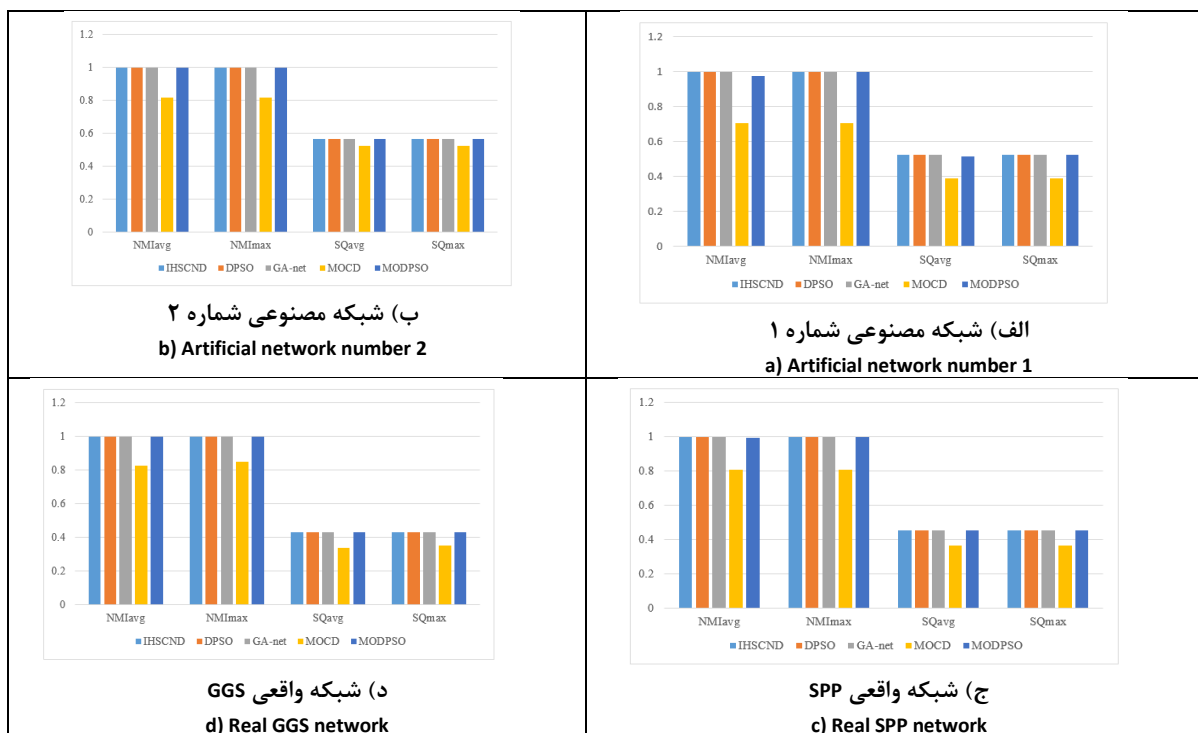 1.2
1
0.8
0.6
0.4
0.2
0
NMIavg NMImax SQavg SQmax
IHSCND DPSO GA-net MOCD MODPSO
الف) شبکه مصنوعی شماره ۱
a) Artificial network number 1
1.2
1
0.8
0.6
0.4
0.2
0
NMIavg NMImax SQavg SQmax
IHSCND DPSO GA-net MOCD MODPSO
ب) شبکه مصنوعی شماره ۲
b) Artificial network number 2
1.2
1
0.8
0.6
0.4
0.2
0
NMIavg NMImax SQavg SQmax
IHSCND DPSO GA-net MOCD MODPSO
ج) شبکه واقعی SPP
c) Real SPP network
1.2
1
0.8
0.6
0.4
0.2
0
NMIavg NMImax SQavg SQmax
IHSCND DPSO GA-net MOCD MODPSO
د) شبکه واقعی GGS
d) Real GGS network